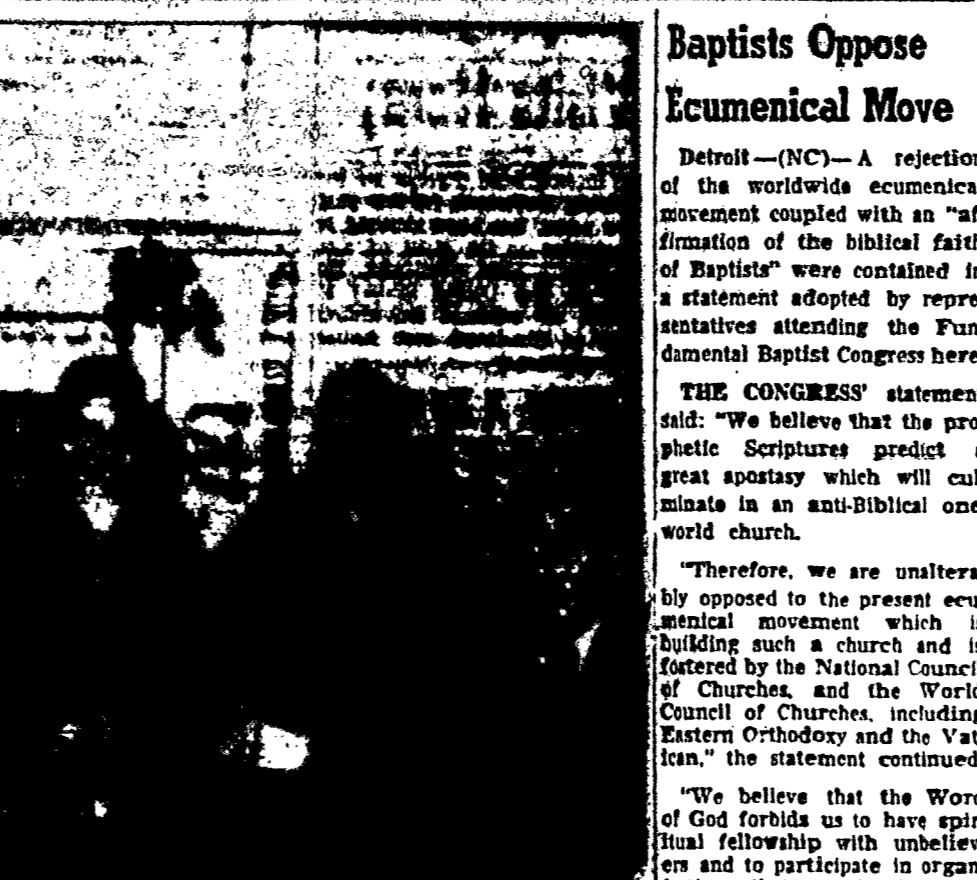 Baptists Oppose
Ecumenical Move
Detroit—(NC)—A rejection
of the worldwide ecumenica
movement coupled with an "af
firmation of the biblical faith
of Baptists" were contained in
a statement adopted by repre
sentatives attending the Fun
damental Baptist Congress here
THE CONGRESS' statemen
said: "We believe that the pro
phetic Scriptures predict a
great apostasy which will cul
minate in an anti-Biblical one
world church.
"Therefore, we are unaltera
bly opposed to the present ecu
menical movement which i
building such a church and i
fostered by the National Counci
of Churches, and the World
Council of Churches, including
Eastern Orthodoxy and the Vat
ican," the statement continued
"We believe that the Word
of God forbids us to have spir
itual fellowship with unbeliev
ers and to participate in organ